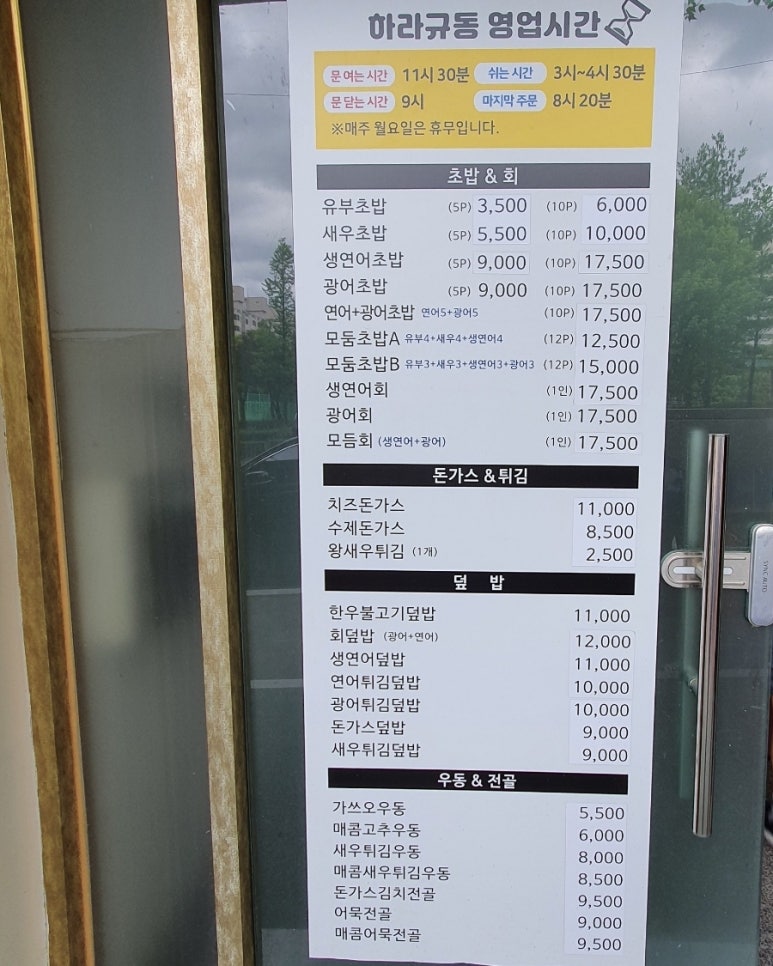 하라규동 영업시간
문 여는 시간 11시 30분 쉬는 시간 3시~4시 30분
문 닫는 시간 9시 마지막 주문 8시 20분
※매주 월요일은 휴무입니다.
초밥 & 회
유부초밥 (5P) 3,500 (10P) 6,000
새우초밥 (5P) 5,500 (10P) 10,000
생연어초밥 (5P) 9,000 (10P) 17,500
광어초밥 (5P) 9,000 (10P) 17,500
연어+광어초밥 연어5+광어5 (10P) 17,500
모둠초밥A 유부4+새우4+생연어4 (12P) 12,500
모둠초밥B 유부3+새우3+생연어3+광어3 (12P) 15,000
생연어회 (1인) 17,500
광어회 (1인) 17,500
모듬회 (생연어+광어) (1인) 17,500
돈가스 &튀김
치즈돈가스 11,000
수제돈가스 8,500
왕새우튀김 (1개) 2,500
덮 밥
한우불고기덮밥 11,000
회덮밥 (광어+연어) 12,000
생연어덮밥 11,000
연어튀김덮밥 10,000
광어튀김덮밥 10,000
돈가스덮밥 9,000
새우튀김덮밥 9,000
우동 & 전골
가쓰오우동 5,500
매콤고추우동 6,000
새우튀김우동 8,000
매콤새우튀김우동 8,500
돈가스김치전골 9,500
어묵전골 9,000
매콤어묵전골 9,500